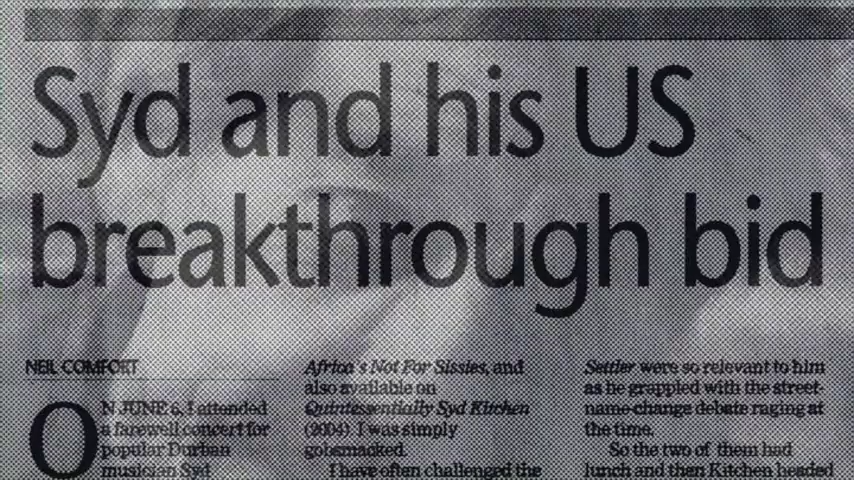 Syd and his US
breakthrough bid
NEIL COMFORT
ON JUNE 6, I attended
a farewell concert for
popular Durban
musician Syd
Africa's Not For Sissies, and
also available on
Quintessentially Syd Kitchen
(2004) I was simply
gobsmacked.
I have often challenged the
Settler were so relevant to him
as he grappled with the street-
name-change debate raging at
the time.
So the two of them had
lunch and then Kitchen headed